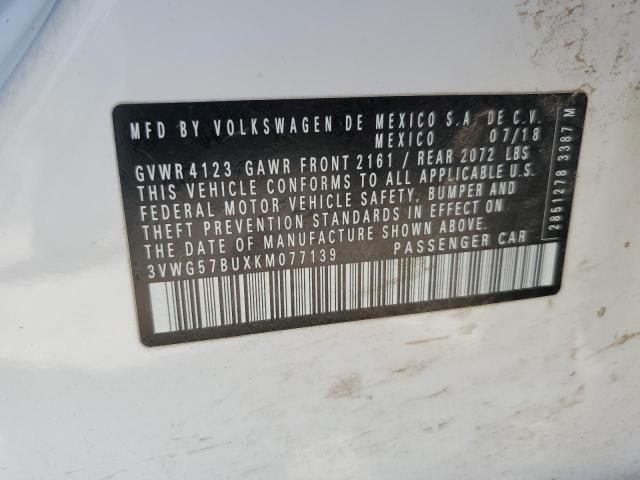 MFD BY VOLKSWAGEN DE MEXICO S.A. DE C.V.
MEXICO 07/18
GVWR 4123 GAWR FRONT 2161 / REAR 2072 LBS
THIS VEHICLE CONFORMS TO ALL APPLICABLE U.S.
FEDERAL MOTOR VEHICLE SAFETY, BUMPER AND
THEFT PREVENTION STANDARDS IN EFFECT ON
THE DATE OF MANUFACTURE SHOWN ABOVE.
3VWG57BUXKM077139 PASSENGER CAR
2851278 3387 M